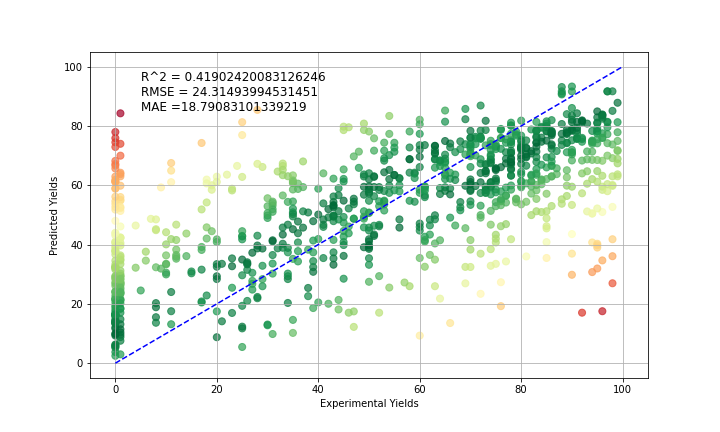 R^2 = 0.41902420083126246
RMSE = 24.31493994531451
MAE =18.79083101339219
100
80
60
40
20
0
Predicted Yields
0 20 40 60 80 100
Experimental Yields